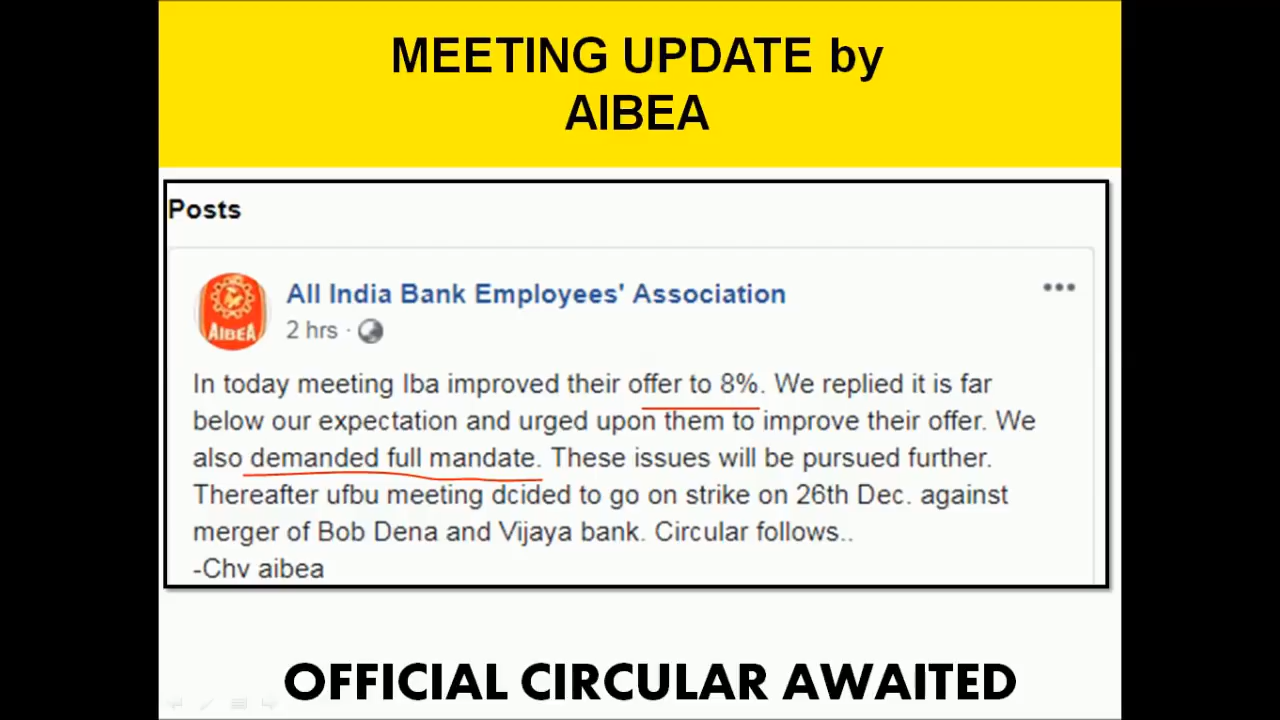 MEETING UPDATE by
AIBEA
Posts
All India Bank Employees' Association
AIBEA
2 hrs ·
In today meeting Iba improved their offer to 8%. We replied it is far
below our expectation and urged upon them to improve their offer. We
also demanded full mandate. These issues will be pursued further.
Thereafter ufbu meeting dcided to go on strike on 26th Dec. against
merger of Bob Dena and Vijaya bank. Circular follows..
-Chv aibea
OFFICIAL CIRCULAR AWAITED